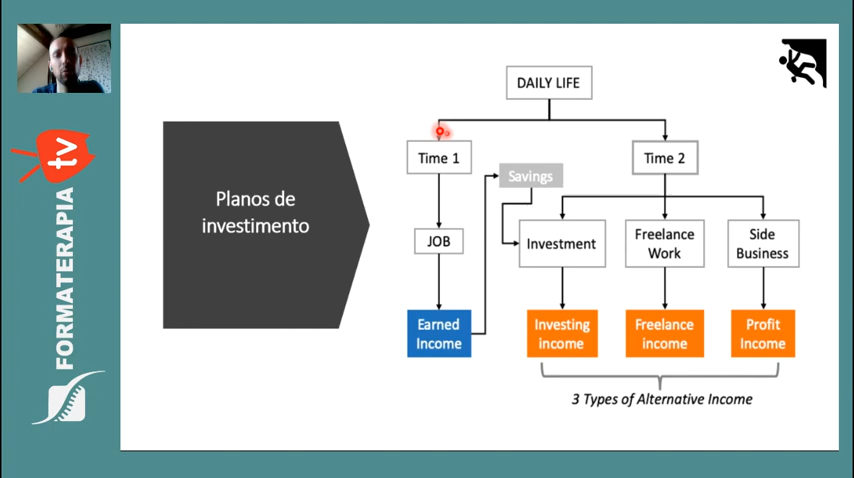 FORMATERAPIA
tv
Planos de
investimento
DAILY LIFE
Time 1
Time 2
Savings
JOB
Investment
Freelance
Work
Side
Business
Earned
Income
Investing
income
Freelance
income
Profit
Income
3 Types of Alternative Income